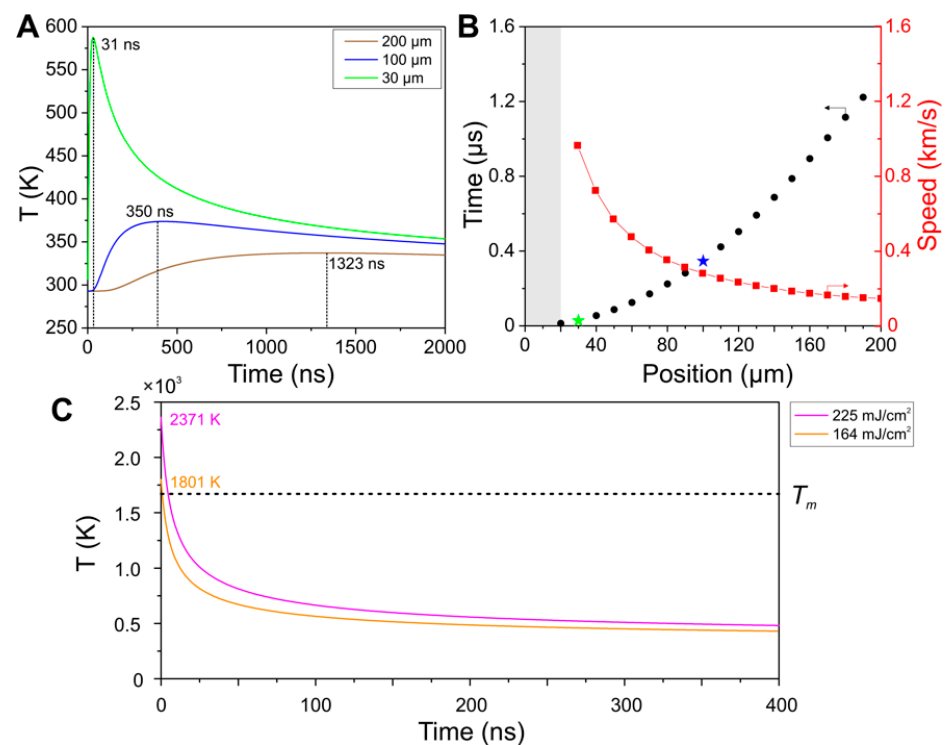 A
600
550
500
450
400
350
300
250
T (K)
31 ns
350 ns
1323 ns
200 µm
100 µm
30 µm
0
500
1000
1500
2000
Time (ns)
B
1.6
1.2
0.8
0.4
0
Time (µs)
1.6
1.2
0.8
0.4
0
Speed (km/s)
40
80
120
160
200
Position (µm)
C
×10³
2.5
2.0
1.5
1.0
0.5
0
T (K)
2371 K
1801 K
225 mJ/cm²
164 mJ/cm²
Tₘ
0
100
200
300
400
Time (ns)